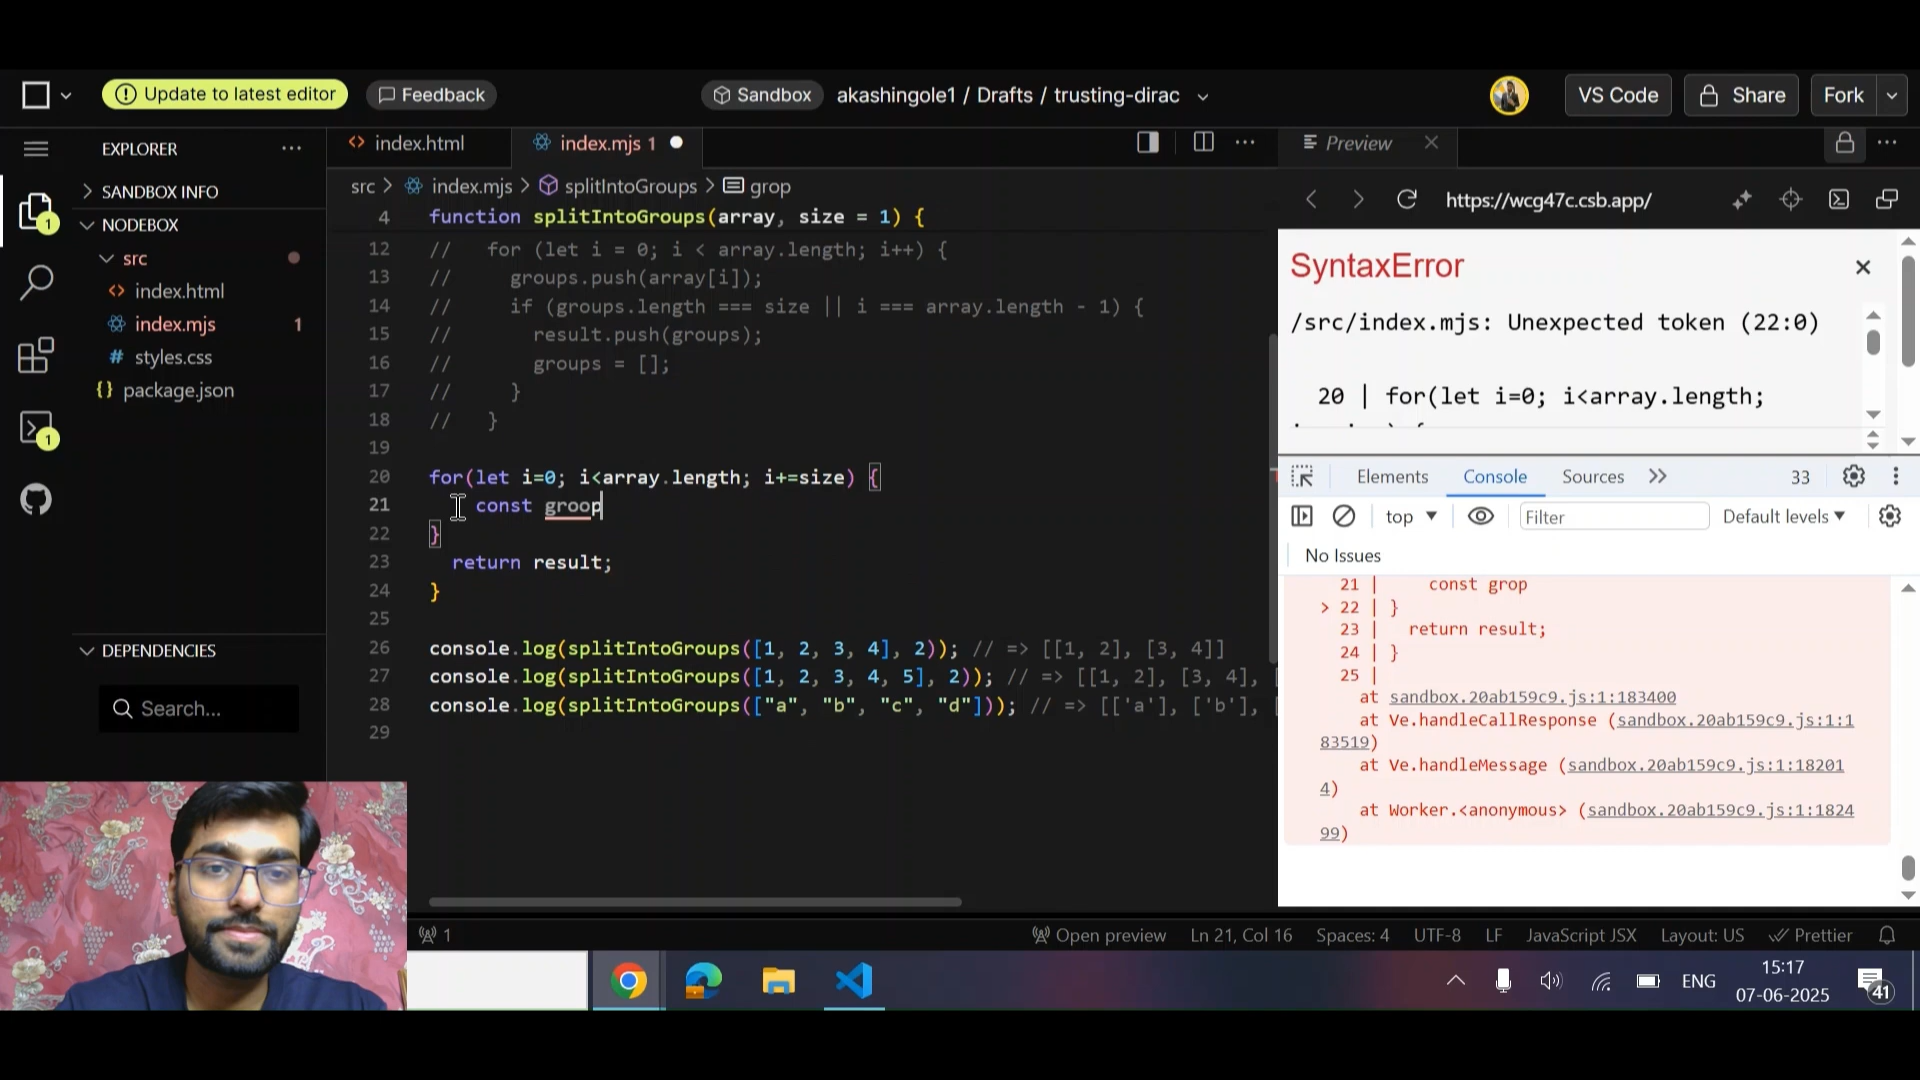 Update to latest editor
Feedback
Sandbox
akashingole1 / Drafts / trusting-dirac
VS Code
Share
Fork
EXPLORER
SANDBOX INFO
NODEBOX
1
src
index.html
index.mjs 1
styles.css
package.json
1
DEPENDENCIES
Search...
index.html
index.mjs 1
src > index.mjs > splitIntoGroups > grop
4 function splitIntoGroups(array, size = 1) {
12 // for (let i = 0; i < array.length; i++) {
13 // groups.push(array[i]);
14 // if (groups.length === size || i === array.length - 1) {
15 // result.push(groups);
16 // groups = [];
17 // }
18 // }
19
20 for(let i=0; i<array.length; i+=size) {
21 const groop
22 }
23 return result;
24 }
25
26 console.log(splitIntoGroups([1, 2, 3, 4], 2)); // => [[1, 2], [3, 4]]
27 console.log(splitIntoGroups([1, 2, 3, 4, 5], 2)); // => [[1, 2], [3, 4],
28 console.log(splitIntoGroups(["a", "b", "c", "d"])); // => [['a'], ['b'],
29
Preview
https://wcg47c.csb.app/
SyntaxError
/src/index.mjs: Unexpected token (22:0)
20 | for(let i=0; i<array.length;
Elements
Console
Sources
33
top
Filter
Default levels
No Issues
21 | const grop
> 22 | }
23 | return result;
24 | }
25 |
at sandbox.20ab159c9.js:1:183400
at Ve.handleCallResponse (sandbox.20ab159c9.js:1:1
83519)
at Ve.handleMessage (sandbox.20ab159c9.js:1:18201
4)
at Worker.<anonymous> (sandbox.20ab159c9.js:1:1824
99)
1
Open preview
Ln 21, Col 16
Spaces: 4
UTF-8
LF
JavaScript JSX
Layout: US
Prettier
ENG
15:17
07-06-2025
41